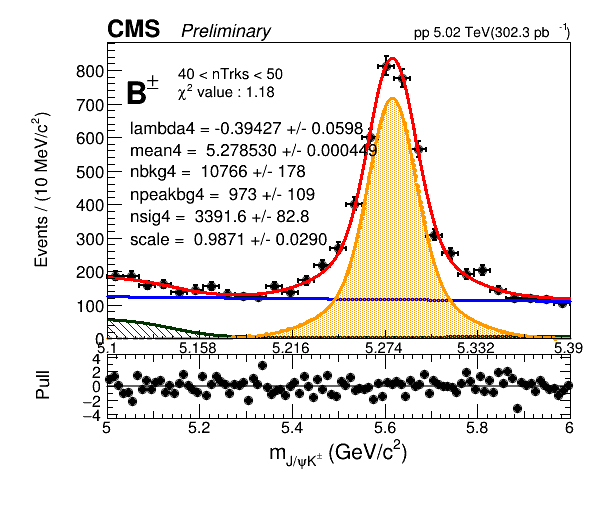 CMS Preliminary pp 5.02 TeV(302.3 pb⁻¹)
Events / (10 MeV/c²)
800
700
600
500
400
300
200
100
0
B± 40 < nTrks < 50
χ² value : 1.18
lambda4 = -0.39427 +/- 0.0598
mean4 = 5.278530 +/- 0.000449
nbkg4 = 10766 +/- 178
npeakbg4 = 973 +/- 109
nsig4 = 3391.6 +/- 82.8
scale = 0.9871 +/- 0.0290
5.1 5.158 5.216 5.274 5.332 5.39
Pull
4
2
0
−2
−4
5 5.2 5.4 5.6 5.8 6
m_J/ψK± (GeV/c²)